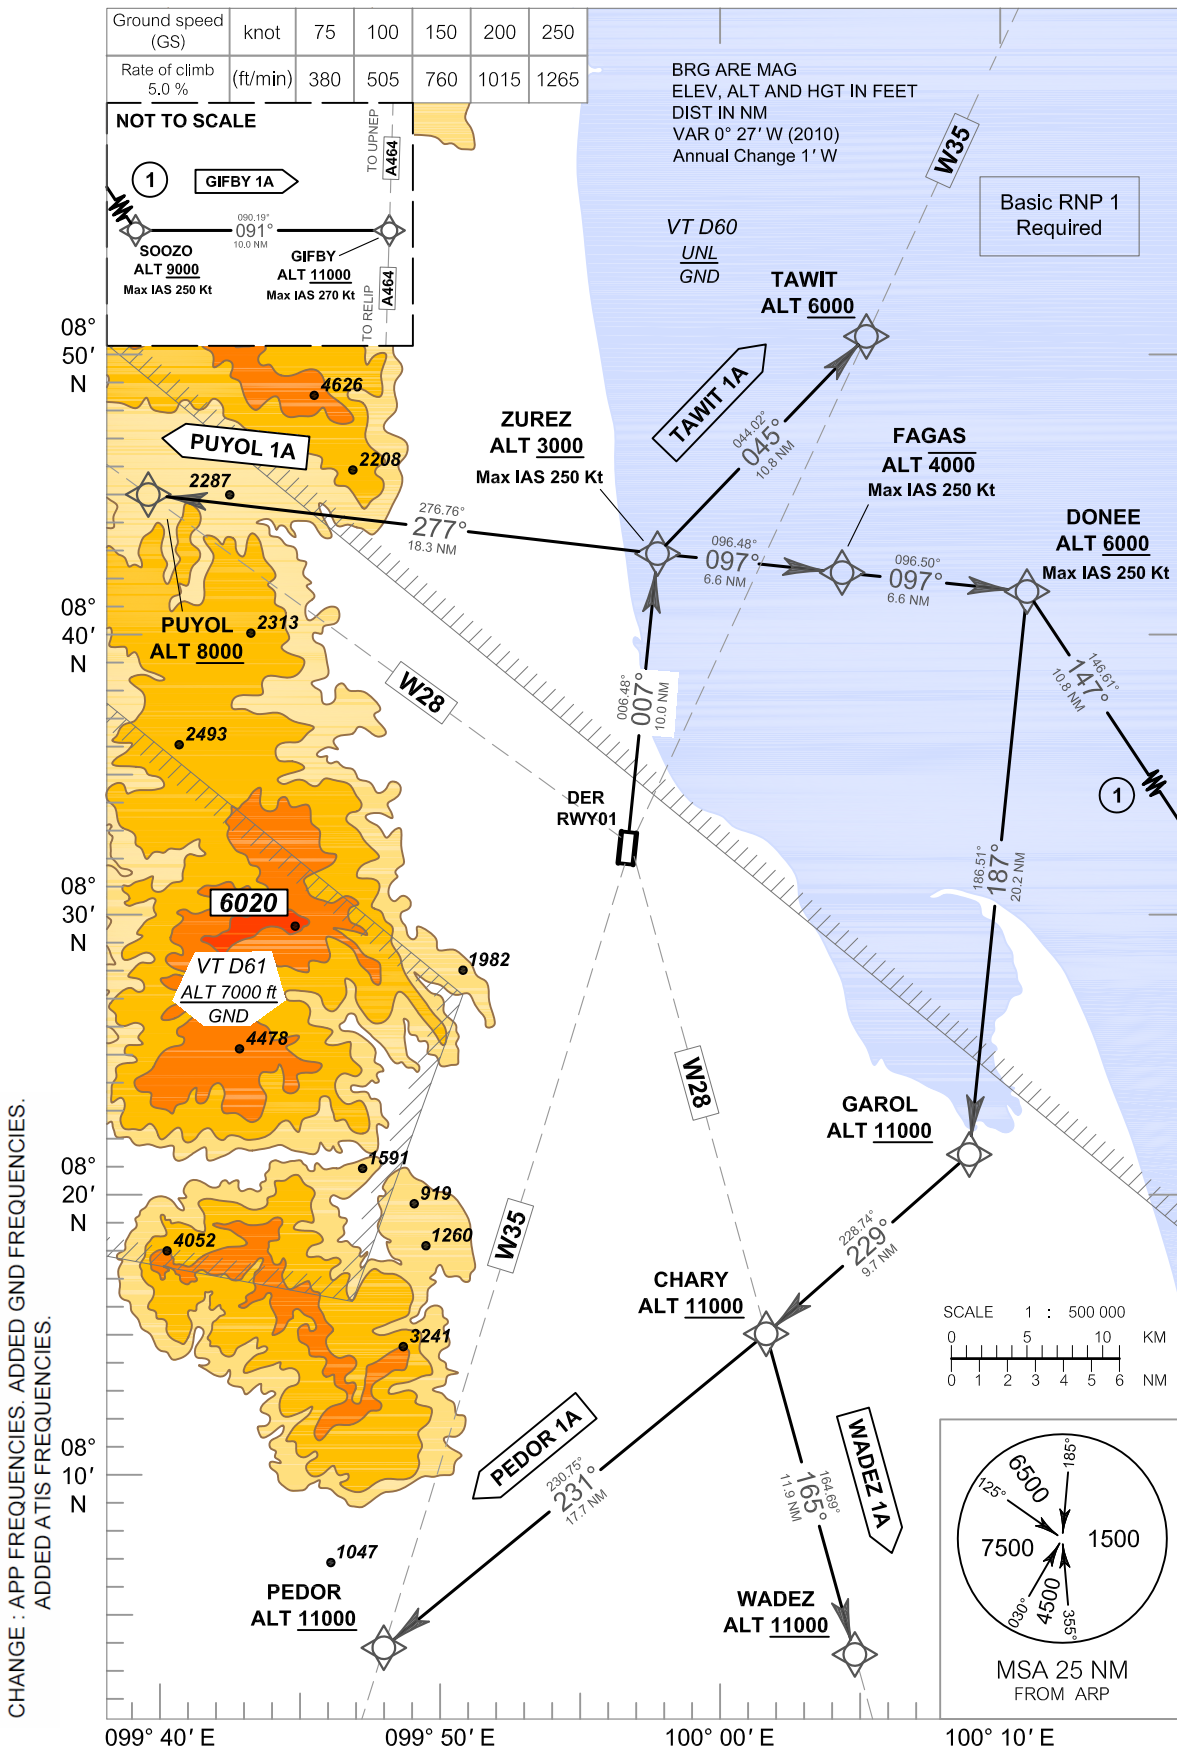 Ground speed (GS) knot 75 100 150 200 250
Rate of climb 5.0 % (ft/min) 380 505 760 1015 1265
NOT TO SCALE
1
GIFBY 1A
TO UPNEP
A464
090.19°
091°
10.0 NM
SOOZO
ALT 9000
Max IAS 250 Kt
GIFBY
ALT 11000
Max IAS 270 Kt
A464
TO RELIP
BRG ARE MAG
ELEV, ALT AND HGT IN FEET
DIST IN NM
VAR 0° 27′ W (2010)
Annual Change 1′ W
W35
Basic RNP 1
Required
VT D60
UNL
GND
TAWIT
ALT 6000
08°
50′
N
4626
TAWIT 1A
044.02°
045°
10.8 NM
ZUREZ
ALT 3000
Max IAS 250 Kt
FAGAS
ALT 4000
Max IAS 250 Kt
PUYOL 1A
2208
2287
276.76°
277°
18.3 NM
096.48°
097°
6.6 NM
096.50°
097°
6.6 NM
DONEE
ALT 6000
Max IAS 250 Kt
08°
40′
N
PUYOL
ALT 8000
2313
W28
006.48°
007°
10.0 NM
146.61°
147°
10.8 NM
1
2493
DER
RWY01
08°
30′
N
6020
1982
VT D61
ALT 7000 ft
GND
4478
186.51°
187°
20.2 NM
W28
GAROL
ALT 11000
08°
20′
N
1591
919
1260
4052
W35
228.74°
229°
9.7 NM
CHARY
ALT 11000
3241
SCALE 1 : 500 000
0 5 10 KM
0 1 2 3 4 5 6 NM
08°
10′
N
PEDOR 1A
230.75°
231°
17.7 NM
WADEZ 1A
164.69°
165°
11.9 NM
1047
PEDOR
ALT 11000
WADEZ
ALT 11000
6500
185°
125°
7500
1500
030°
4500
355°
MSA 25 NM
FROM ARP
099° 40′ E 099° 50′ E 100° 00′ E 100° 10′ E
CHANGE : APP FREQUENCIES. ADDED GND FREQUENCIES.
ADDED ATIS FREQUENCIES.